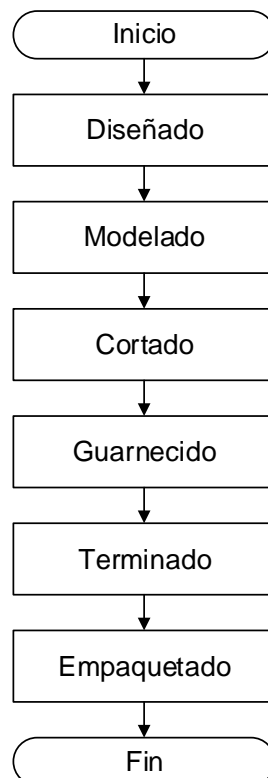 Inicio
Diseñado
Modelado
Cortado
Guarnecido
Terminado
Empaquetado
Fin